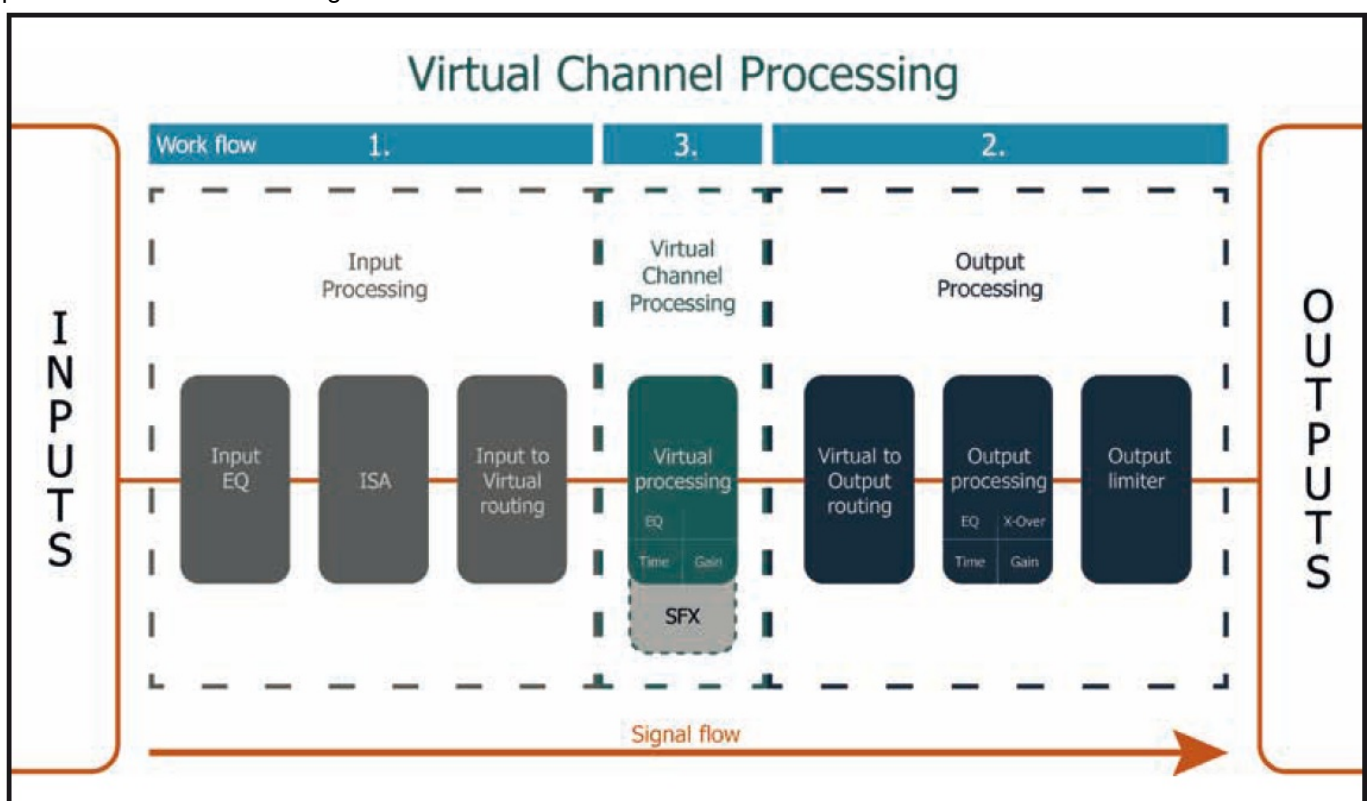 Virtual Channel Processing
Work flow 1. 3. 2.
Input
Processing
Virtual
Channel
Processing
Output
Processing
INPUTS
Input
EQ
ISA
Input to
Virtual
routing
Virtual
processing
EQ
Time Gain
SFX
Virtual to
Output
routing
Output
processing
EQ X-Over
Time Gain
Output
limiter
OUTPUTS
Signal flow